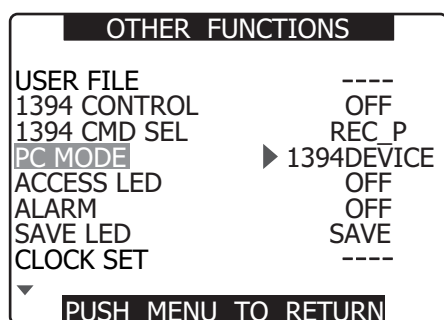 OTHER FUNCTIONS
USER FILE ----
1394 CONTROL OFF
1394 CMD SEL REC_P
PC MODE 1394DEVICE
ACCESS LED OFF
ALARM OFF
SAVE LED SAVE
CLOCK SET ----
PUSH MENU TO RETURN